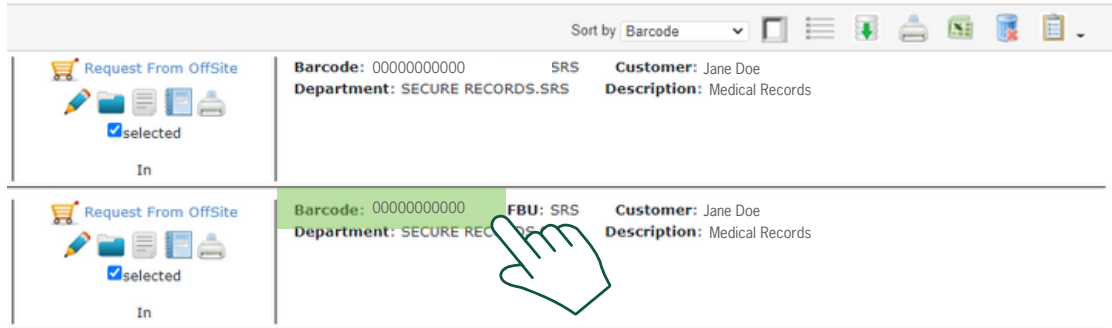 Sort by Barcode
Request From OffSite
Barcode: 00000000000 SRS Customer: Jane Doe
Department: SECURE RECORDS.SRS Description: Medical Records
selected
In
Request From OffSite
Barcode: 00000000000 FBU: SRS Customer: Jane Doe
Department: SECURE RECORDS Description: Medical Records
selected
In